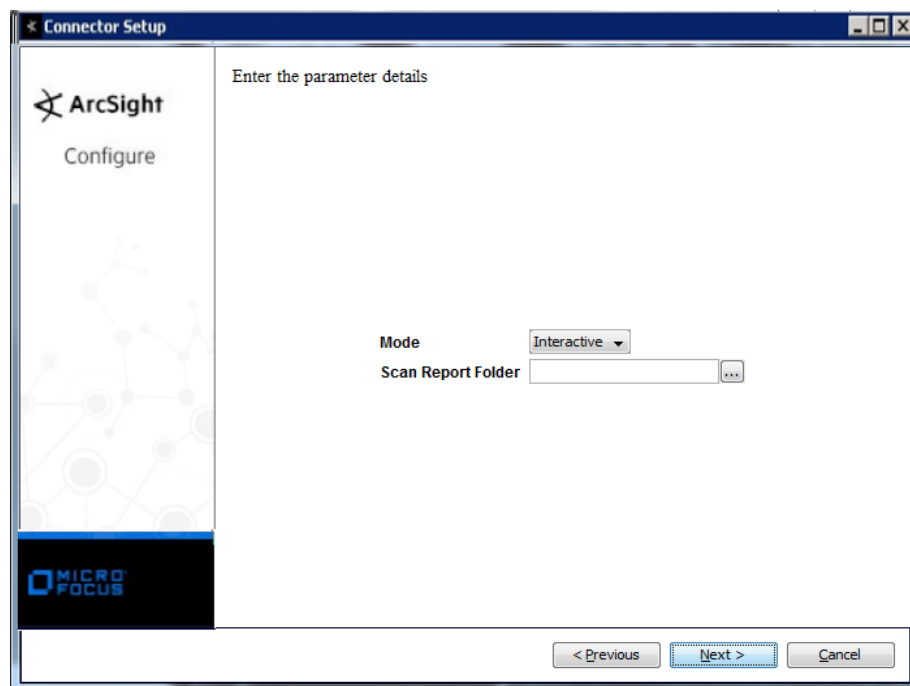 Connector Setup
Enter the parameter details
ArcSight
Configure
Mode Interactive
Scan Report Folder ...
MICRO
FOCUS
< Previous Next > Cancel